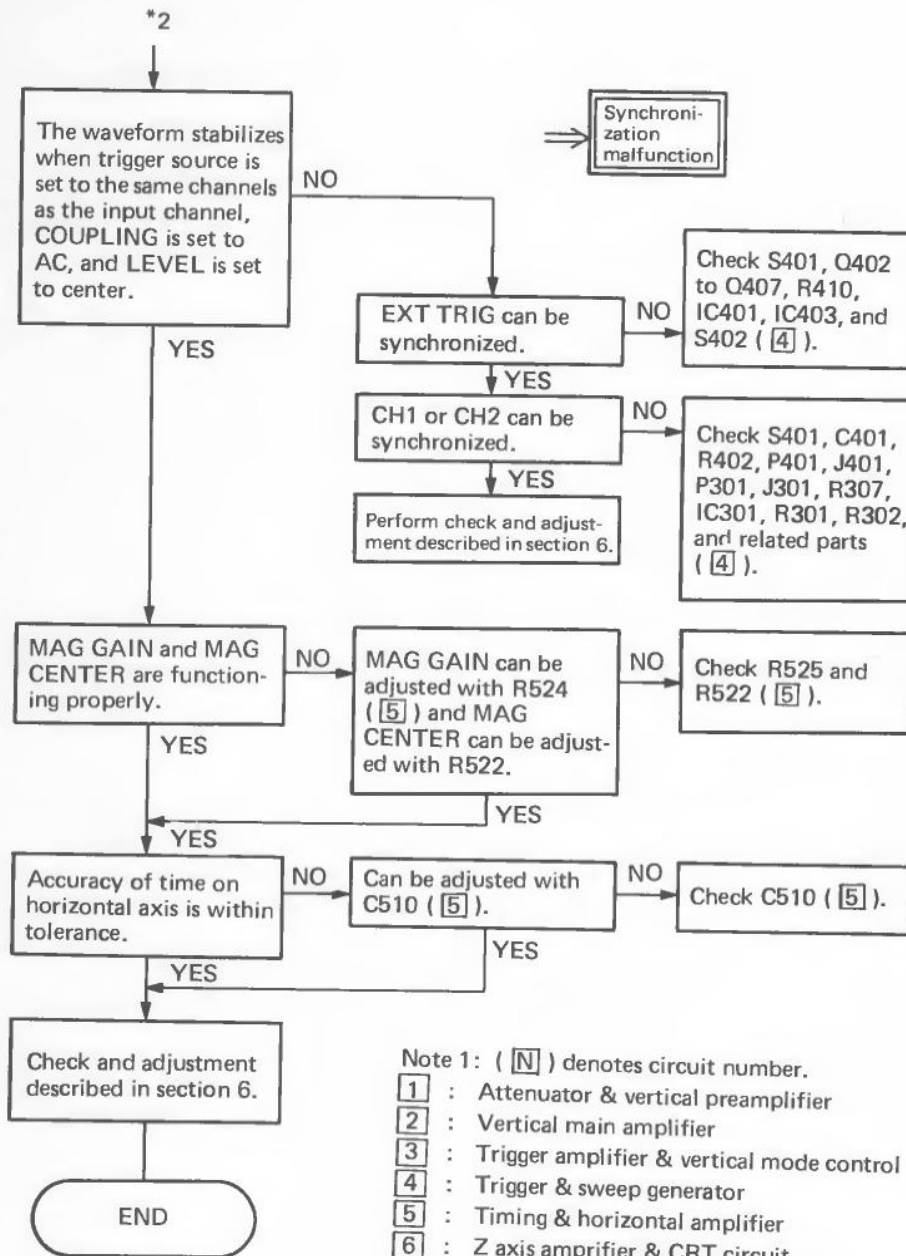 *2
The waveform stabilizes
when trigger source is
set to the same channels
as the input channel,
COUPLING is set to
AC, and LEVEL is set
to center.
NO
YES
Synchroni-
zation
malfunction
EXT TRIG can be
synchronized.
NO
YES
Check S401, Q402
to Q407, R410,
IC401, IC403, and
S402 ( 4 ).
CH1 or CH2 can be
synchronized.
NO
YES
Check S401, C401,
R402, P401, J401,
P301, J301, R307,
IC301, R301, R302,
and related parts
( 4 ).
Perform check and adjust-
ment described in section 6.
MAG GAIN and MAG
CENTER are function-
ing properly.
NO
YES
MAG GAIN can be
adjusted with R524
( 5 ) and MAG
CENTER can be adjust-
ed with R522.
NO
YES
Check R525 and
R522 ( 5 ).
YES
Accuracy of time on
horizontal axis is within
tolerance.
NO
YES
Can be adjusted with
C510 ( 5 ).
NO
YES
Check C510 ( 5 ).
Check and adjustment
described in section 6.
END
Note 1: ( N ) denotes circuit number.
1 : Attenuator & vertical preamplifier
2 : Vertical main amplifier
3 : Trigger amplifier & vertical mode control
4 : Trigger & sweep generator
5 : Timing & horizontal amplifier
6 : Z axis amprifier & CRT circuit